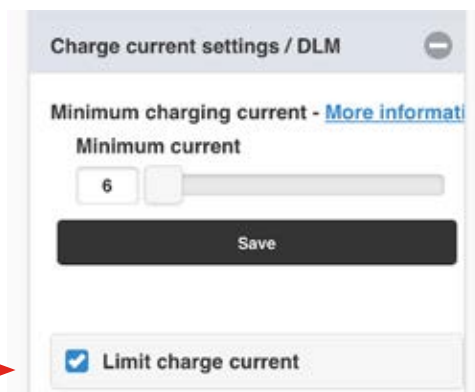 Charge current settings / DLM
Minimum charging current - More informati
Minimum current
6
Save
Limit charge current